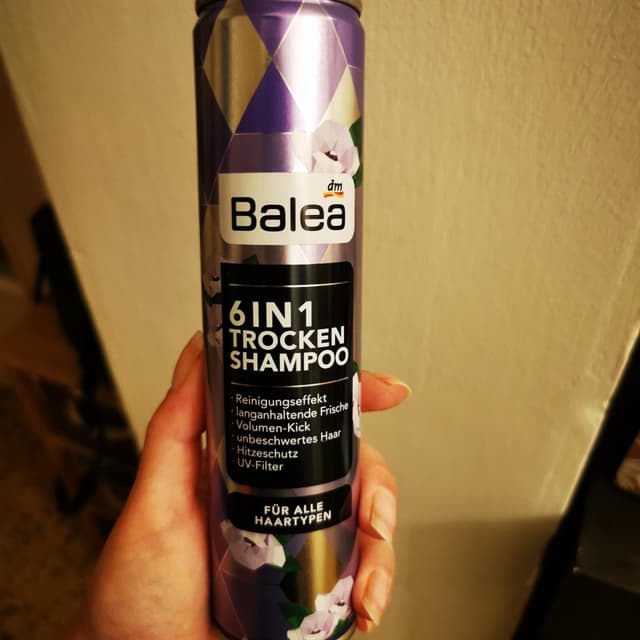 dm
Balea
6IN1
TROCKEN
SHAMPOO
· Reinigungseffekt
· langanhaltende Frische
· Volumen-Kick
· unbeschwertes Haar
· Hitzeschutz
· UV-Filter
FÜR ALLE
HAARTYPEN